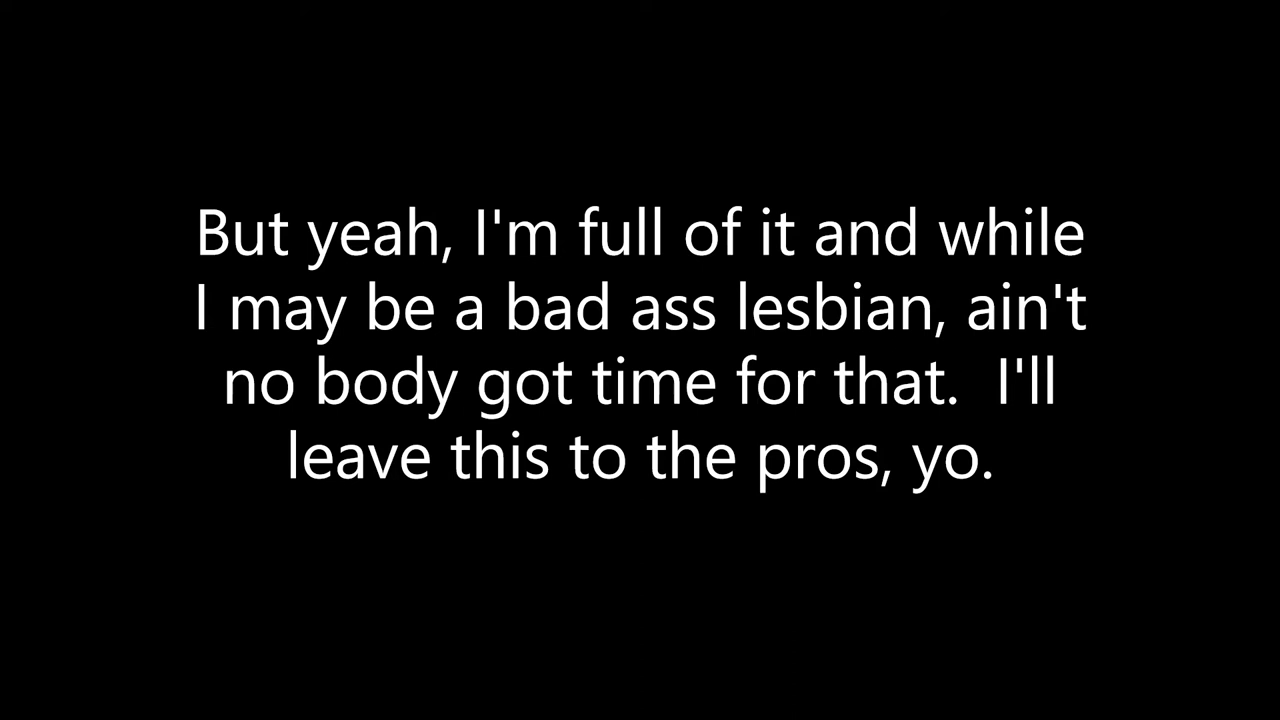 But yeah, I'm full of it and while
I may be a bad ass lesbian, ain't
no body got time for that.  I'll
leave this to the pros, yo.